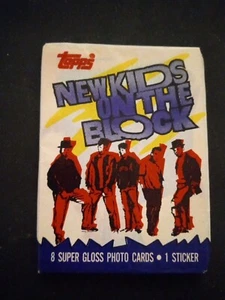 TOPPS
NEW KIDS
ON THE
BLOCK
8 SUPER GLOSS PHOTO CARDS • 1 STICKER